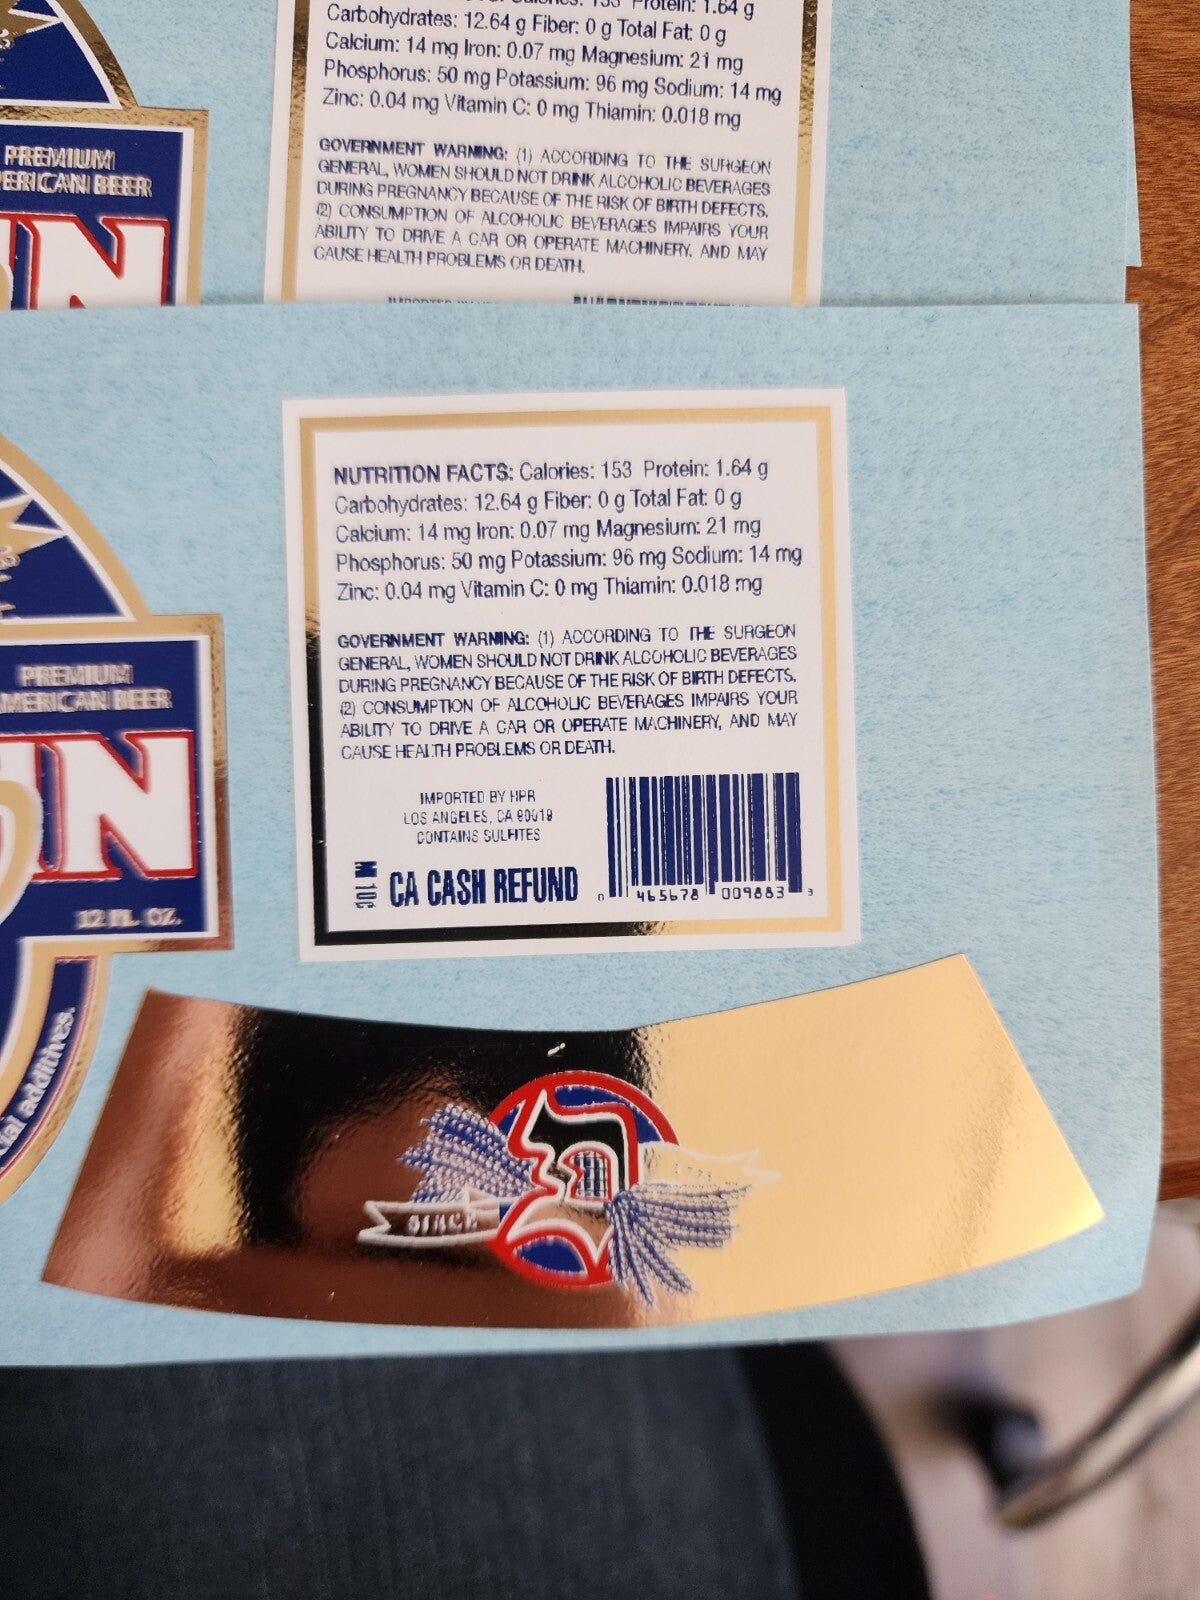 Protein: 1.64 g
Carbohydrates: 12.64 g Fiber: 0 g Total Fat: 0 g
Calcium: 14 mg Iron: 0.07 mg Magnesium: 21 mg
Phosphorus: 50 mg Potassium: 96 mg Sodium: 14 mg
Zinc: 0.04 mg Vitamin C: 0 mg Thiamin: 0.018 mg
GOVERNMENT WARNING: (1) ACCORDING TO THE SURGEON
GENERAL, WOMEN SHOULD NOT DRINK ALCOHOLIC BEVERAGES
DURING PREGNANCY BECAUSE OF THE RISK OF BIRTH DEFECTS.
(2) CONSUMPTION OF ALCOHOLIC BEVERAGES IMPAIRS YOUR
ABILITY TO DRIVE A CAR OR OPERATE MACHINERY, AND MAY
CAUSE HEALTH PROBLEMS OR DEATH.
PREMIUM
ERICAN BEER
N
NUTRITION FACTS: Calories: 153 Protein: 1.64 g
Carbohydrates: 12.64 g Fiber: 0 g Total Fat: 0 g
Calcium: 14 mg Iron: 0.07 mg Magnesium: 21 mg
Phosphorus: 50 mg Potassium: 96 mg Sodium: 14 mg
Zinc: 0.04 mg Vitamin C: 0 mg Thiamin: 0.018 mg
GOVERNMENT WARNING: (1) ACCORDING TO THE SURGEON
GENERAL, WOMEN SHOULD NOT DRINK ALCOHOLIC BEVERAGES
DURING PREGNANCY BECAUSE OF THE RISK OF BIRTH DEFECTS.
(2) CONSUMPTION OF ALCOHOLIC BEVERAGES IMPAIRS YOUR
ABILITY TO DRIVE A CAR OR OPERATE MACHINERY, AND MAY
CAUSE HEALTH PROBLEMS OR DEATH.
IMPORTED BY HPR
LOS ANGELES, CA 90019
CONTAINS SULFITES
MI 10¢
CA CASH REFUND
0 465678 009883 3
PREMIUM
AMERICAN BEER
N
12 FL. OZ.
cial additives.
SINCE